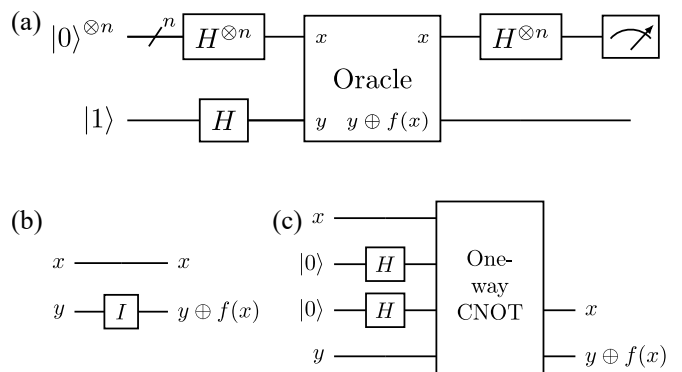 (a) |0⟩⊗n n H⊗n x x H⊗n
Oracle
|1⟩ H y y ⊕ f(x)
(b) (c)
x
x x |0⟩ H One-
way
y I y ⊕ f(x) |0⟩ H CNOT x
y y ⊕ f(x)